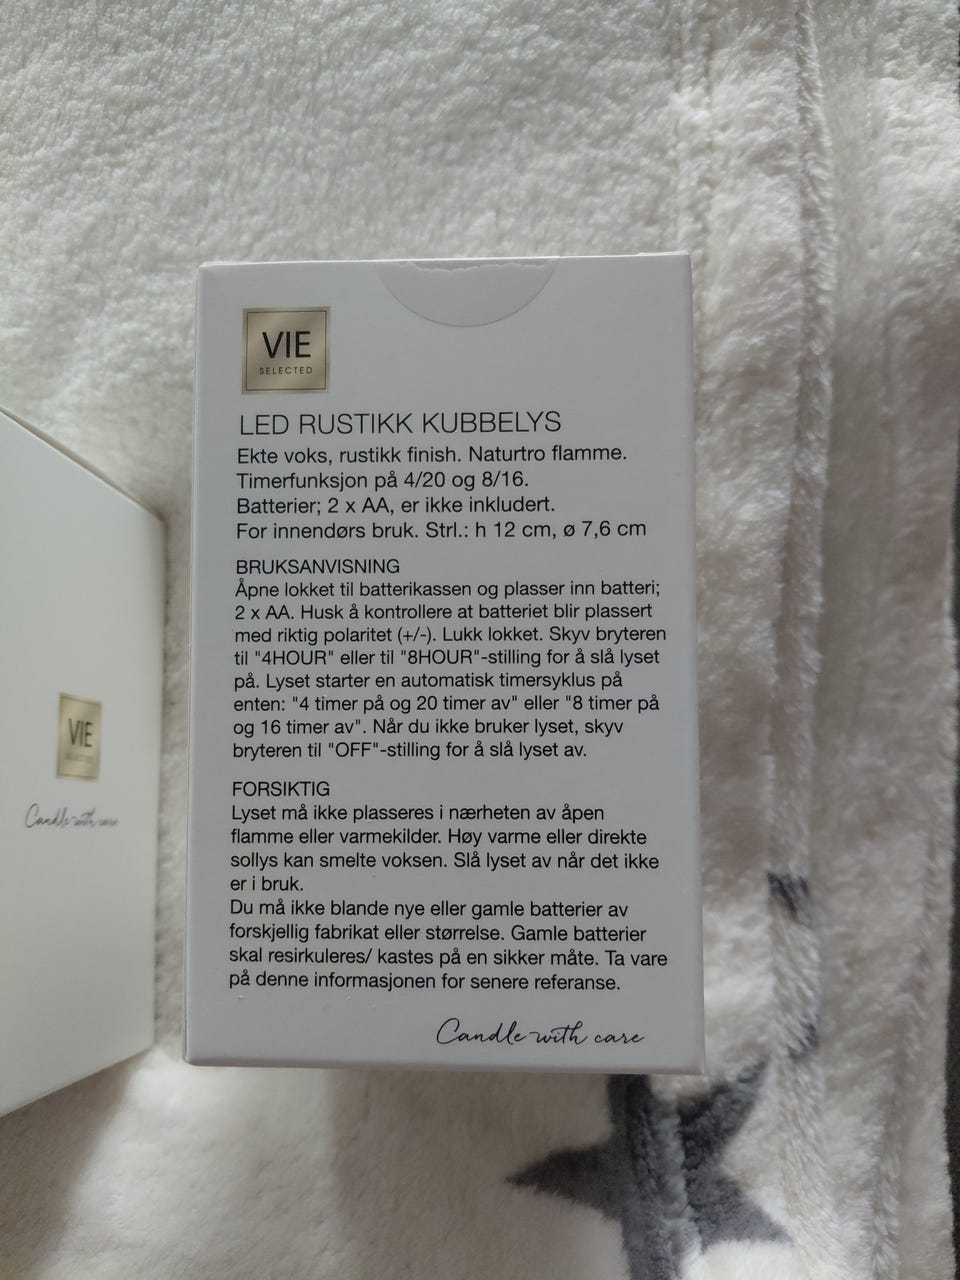 VIE
SELECTED
LED RUSTIKK KUBBELYS
Ekte voks, rustikk finish. Naturtro flamme.
Timerfunksjon på 4/20 og 8/16.
Batterier; 2 x AA, er ikke inkludert.
For innendørs bruk. Strl.: h 12 cm, ø 7,6 cm
BRUKSANVISNING
Åpne lokket til batterikassen og plasser inn batteri;
2 x AA. Husk å kontrollere at batteriet blir plassert
med riktig polaritet (+/-). Lukk lokket. Skyv bryteren
til "4HOUR" eller til "8HOUR"-stilling for å slå lyset
på. Lyset starter en automatisk timersyklus på
enten: "4 timer på og 20 timer av" eller "8 timer på
og 16 timer av". Når du ikke bruker lyset, skyv
bryteren til "OFF"-stilling for å slå lyset av.
FORSIKTIG
Lyset må ikke plasseres i nærheten av åpen
flamme eller varmekilder. Høy varme eller direkte
sollys kan smelte voksen. Slå lyset av når det ikke
er i bruk.
Du må ikke blande nye eller gamle batterier av
forskjellig fabrikat eller størrelse. Gamle batterier
skal resirkuleres/ kastes på en sikker måte. Ta vare
på denne informasjonen for senere referanse.
Candle with care
VIE
SELECTED
Candle with care